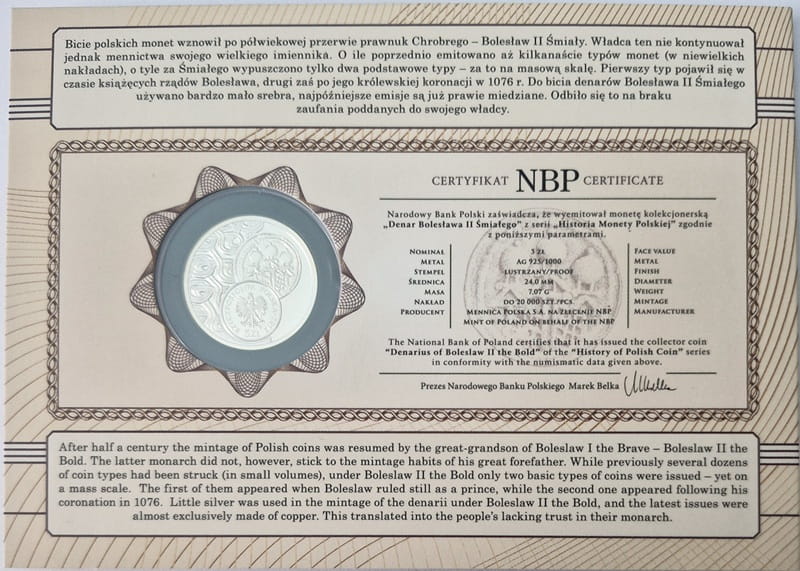 Bicie polskich monet wznowił po półwiekowej przerwie prawnuk Chrobrego – Bolesław II Śmiały. Władca ten nie kontynuował
jednak mennictwa swojego wielkiego imiennika. O ile poprzednio emitowano aż kilkanaście typów monet (w niewielkich
nakładach), o tyle za Śmiałego wypuszczono tylko dwa podstawowe typy – za to na masową skalę. Pierwszy typ pojawił się w
czasie książęcych rządów Bolesława, drugi zaś po jego królewskiej koronacji w 1076 r. Do bicia denarów Bolesława II Śmiałego
używano bardzo mało srebra, najpóźniejsze emisje są już prawie miedziane. Odbiło się to na braku
zaufania poddanych do swojego władcy.
CERTYFIKAT NBP CERTIFICATE
Narodowy Bank Polski zaświadcza, że wyemitował monetę kolekcjonerską
„Denar Bolesława II Śmiałego” z serii „Historia Monety Polskiej” zgodnie
z poniższymi parametrami.
NOMINAŁ 5 ZŁ FACE VALUE
METAL AG 925/1000 METAL
STEMPEL LUSTRZANY/PROOF FINISH
ŚREDNICA 24,0 MM DIAMETER
MASA 7,07 G WEIGHT
NAKŁAD DO 20 000 SZT./PCS. MINTAGE
PRODUCENT MENNICA POLSKA S.A. NA ZLECENIE NBP MANUFACTURER
MINT OF POLAND ON BEHALF OF THE NBP
The National Bank of Poland certifies that it has issued the collector coin
“Denarius of Boleslaw II the Bold” of the “History of Polish Coin” series
in conformity with the numismatic data given above.
Prezes Narodowego Banku Polskiego Marek Belka
After half a century the mintage of Polish coins was resumed by the great-grandson of Boleslaw I the Brave – Boleslaw II the
Bold. The latter monarch did not, however, stick to the mintage habits of his great forefather. While previously several dozens
of coin types had been struck (in small volumes), under Boleslaw II the Bold only two basic types of coins were issued – yet on
a mass scale. The first of them appeared when Boleslaw ruled still as a prince, while the second one appeared following his
coronation in 1076. Little silver was used in the mintage of the denarii under Boleslaw II the Bold, and the latest issues were
almost exclusively made of copper. This translated into the people's lacking trust in their monarch.